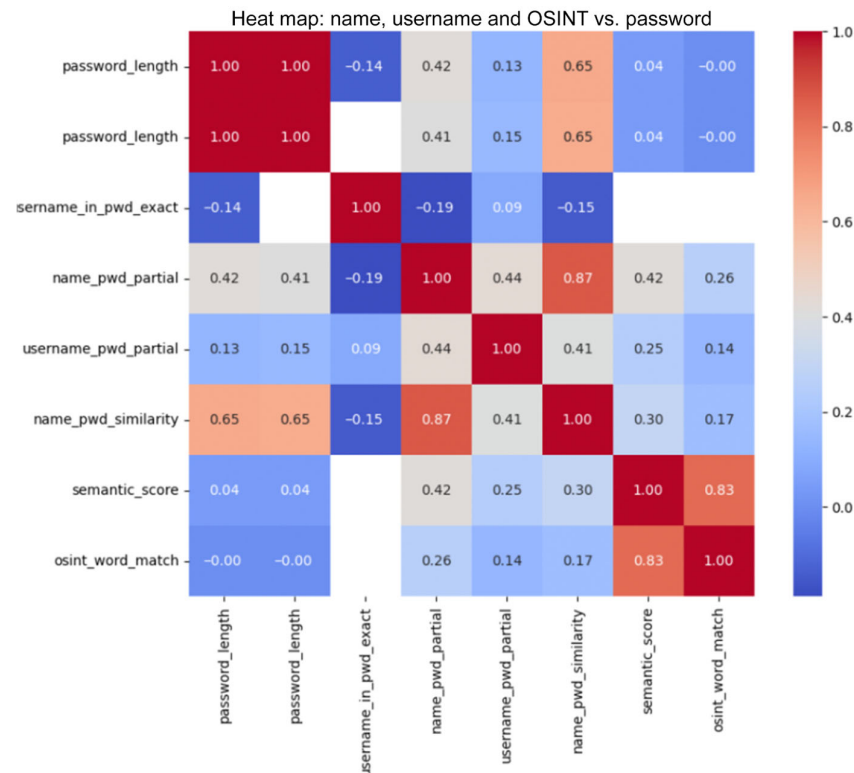 Heat map: name, username and OSINT vs. password
password_length 1.00 1.00 −0.14 0.42 0.13 0.65 0.04 −0.00
password_length 1.00 1.00 0.41 0.15 0.65 0.04 −0.00
sername_in_pwd_exact −0.14 1.00 −0.19 0.09 −0.15
name_pwd_partial 0.42 0.41 −0.19 1.00 0.44 0.87 0.42 0.26
username_pwd_partial 0.13 0.15 0.09 0.44 1.00 0.41 0.25 0.14
name_pwd_similarity 0.65 0.65 −0.15 0.87 0.41 1.00 0.30 0.17
semantic_score 0.04 0.04 0.42 0.25 0.30 1.00 0.83
osint_word_match −0.00 −0.00 0.26 0.14 0.17 0.83 1.00
password_length
password_length
username_in_pwd_exact
name_pwd_partial
username_pwd_partial
name_pwd_similarity
semantic_score
osint_word_match
1.0
0.8
0.6
0.4
0.2
0.0